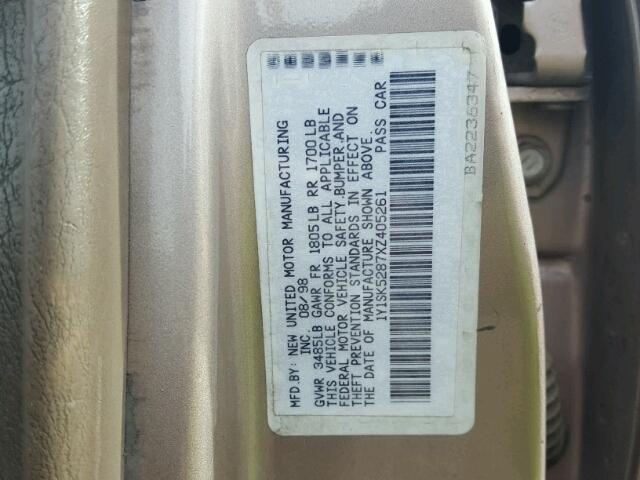 MFD.BY: NEW UNITED MOTOR MANUFACTURING
INC. 08/98
GVWR 3485LB GAWR FR 1805LB RR 1700LB
THIS VEHICLE CONFORMS TO ALL APPLICABLE
FEDERAL MOTOR VEHICLE SAFETY,BUMPER,AND
THEFT PREVENTION STANDARDS IN EFFECT ON
THE DATE OF MANUFACTURE SHOWN ABOVE.
1Y1SK5287XZ405261 PASS CAR
BA2236347